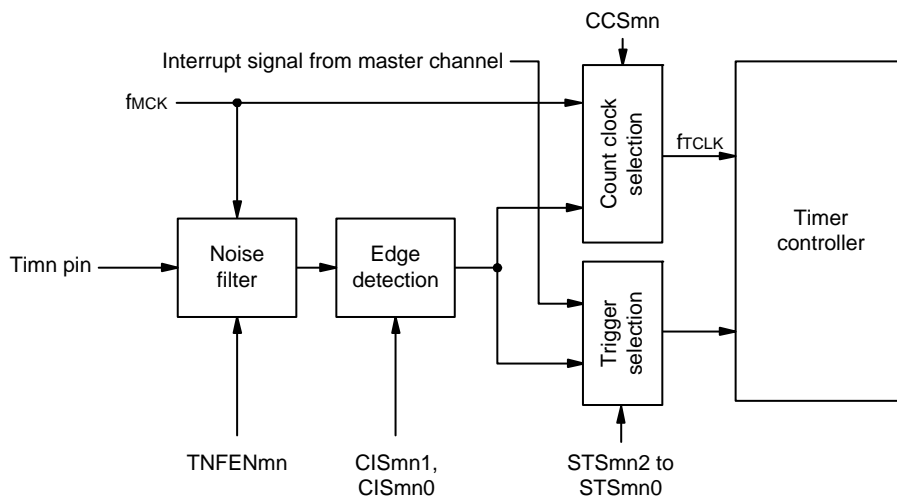 CCSmn
Interrupt signal from master channel
fMCK
Count clock
selection
fTCLK
Timer
controller
Timn pin
Noise
filter
Edge
detection
Trigger
selection
TNFENmn
CISmn1,
CISmn0
STSmn2 to
STSmn0